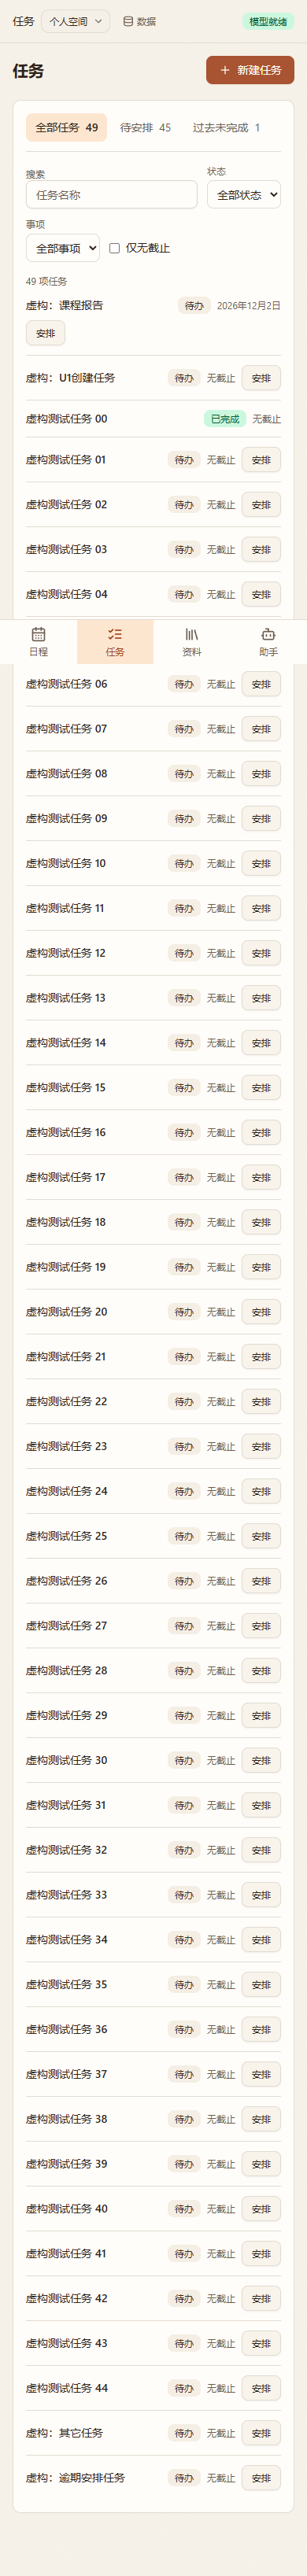 任务 个人空间 数据 模型就绪
任务 + 新建任务
全部任务 49 待安排 45 过去未完成 1
搜索 状态
任务名称 全部状态
事项
全部事项 仅无截止
49 项任务
虚构：课程报告 待办 2026年12月2日
安排
虚构：U1创建任务 待办 无截止 安排
虚构测试任务 00 已完成 无截止
虚构测试任务 01 待办 无截止 安排
虚构测试任务 02 待办 无截止 安排
虚构测试任务 03 待办 无截止 安排
虚构测试任务 04 待办 无截止 安排
日程 任务 资料 助手
虚构测试任务 06 待办 无截止 安排
虚构测试任务 07 待办 无截止 安排
虚构测试任务 08 待办 无截止 安排
虚构测试任务 09 待办 无截止 安排
虚构测试任务 10 待办 无截止 安排
虚构测试任务 11 待办 无截止 安排
虚构测试任务 12 待办 无截止 安排
虚构测试任务 13 待办 无截止 安排
虚构测试任务 14 待办 无截止 安排
虚构测试任务 15 待办 无截止 安排
虚构测试任务 16 待办 无截止 安排
虚构测试任务 17 待办 无截止 安排
虚构测试任务 18 待办 无截止 安排
虚构测试任务 19 待办 无截止 安排
虚构测试任务 20 待办 无截止 安排
虚构测试任务 21 待办 无截止 安排
虚构测试任务 22 待办 无截止 安排
虚构测试任务 23 待办 无截止 安排
虚构测试任务 24 待办 无截止 安排
虚构测试任务 25 待办 无截止 安排
虚构测试任务 26 待办 无截止 安排
虚构测试任务 27 待办 无截止 安排
虚构测试任务 28 待办 无截止 安排
虚构测试任务 29 待办 无截止 安排
虚构测试任务 30 待办 无截止 安排
虚构测试任务 31 待办 无截止 安排
虚构测试任务 32 待办 无截止 安排
虚构测试任务 33 待办 无截止 安排
虚构测试任务 34 待办 无截止 安排
虚构测试任务 35 待办 无截止 安排
虚构测试任务 36 待办 无截止 安排
虚构测试任务 37 待办 无截止 安排
虚构测试任务 38 待办 无截止 安排
虚构测试任务 39 待办 无截止 安排
虚构测试任务 40 待办 无截止 安排
虚构测试任务 41 待办 无截止 安排
虚构测试任务 42 待办 无截止 安排
虚构测试任务 43 待办 无截止 安排
虚构测试任务 44 待办 无截止 安排
虚构：其它任务 待办 无截止 安排
虚构：逾期安排任务 待办 无截止 安排